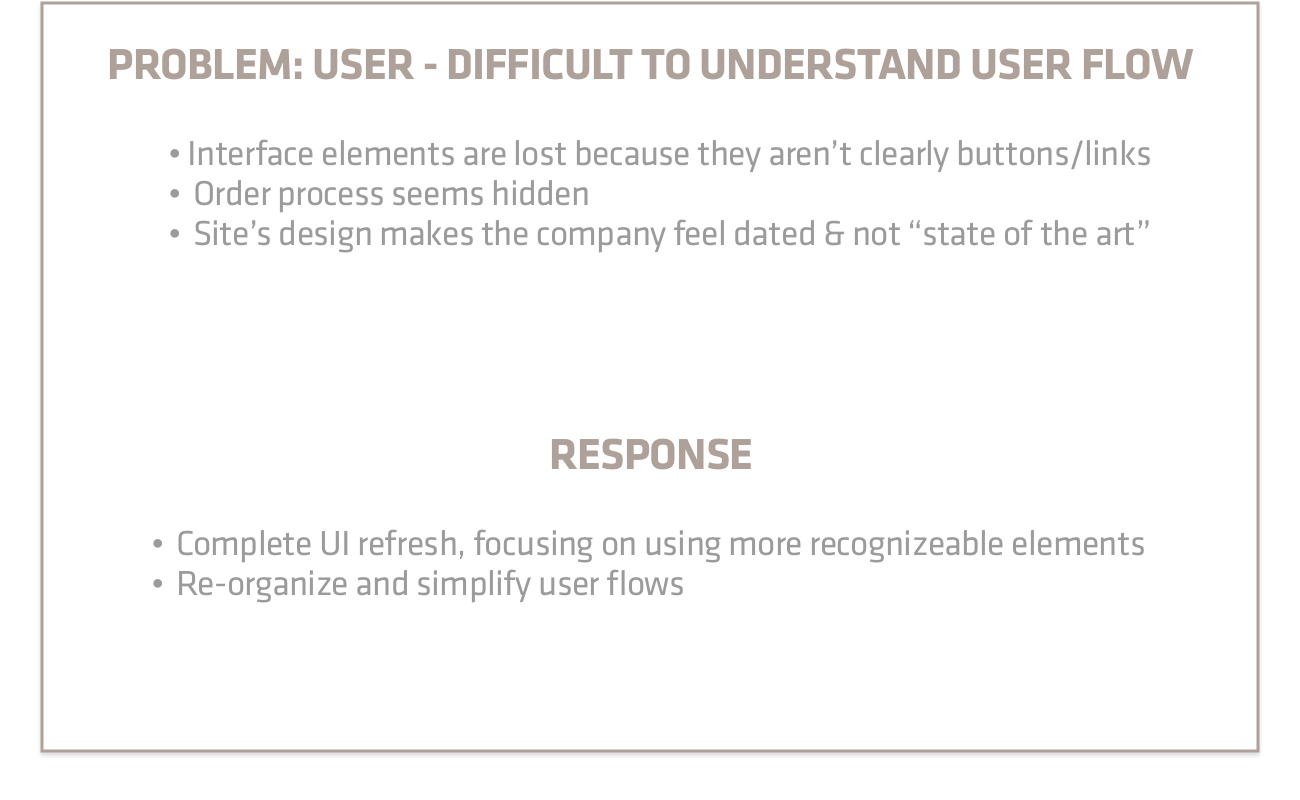 PROBLEM: USER - DIFFICULT TO UNDERSTAND USER FLOW
• Interface elements are lost because they aren’t clearly buttons/links
• Order process seems hidden
• Site’s design makes the company feel dated & not “state of the art”
RESPONSE
• Complete UI refresh, focusing on using more recognizeable elements
• Re-organize and simplify user flows